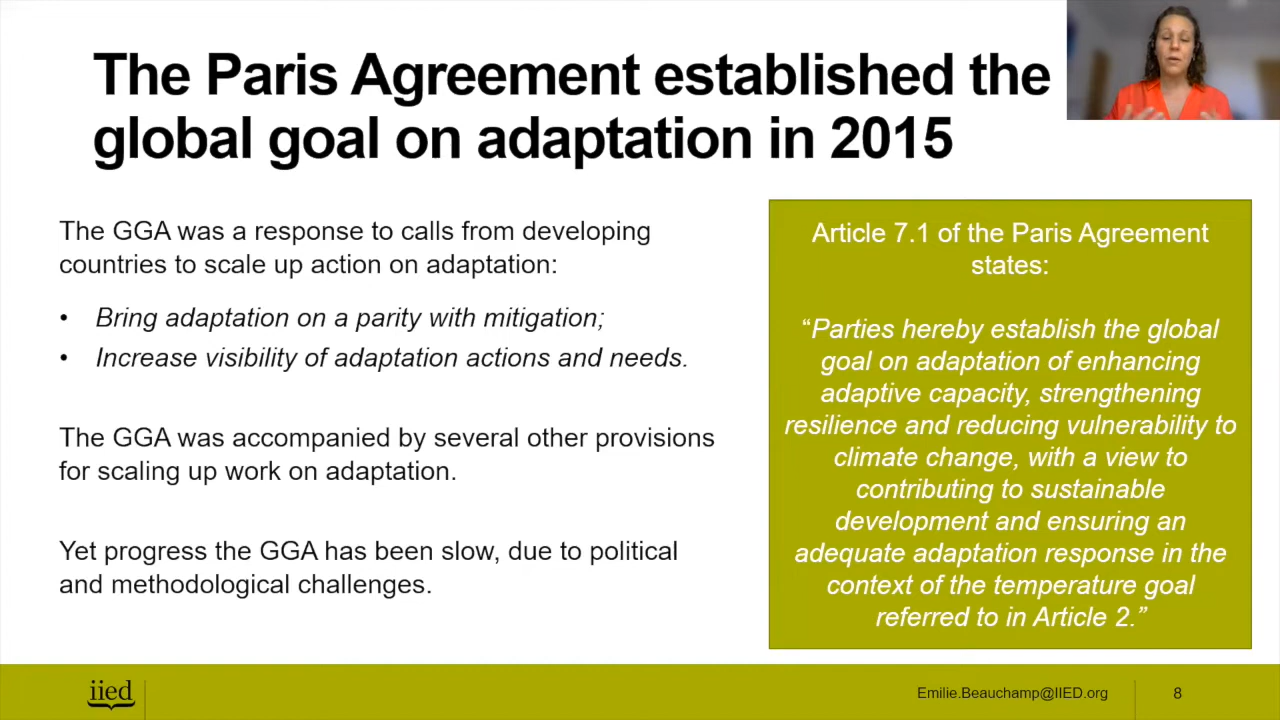 The Paris Agreement established the
global goal on adaptation in 2015
The GGA was a response to calls from developing
countries to scale up action on adaptation:
• Bring adaptation on a parity with mitigation;
• Increase visibility of adaptation actions and needs.
The GGA was accompanied by several other provisions
for scaling up work on adaptation.
Yet progress the GGA has been slow, due to political
and methodological challenges.
Article 7.1 of the Paris Agreement
states:
“Parties hereby establish the global
goal on adaptation of enhancing
adaptive capacity, strengthening
resilience and reducing vulnerability to
climate change, with a view to
contributing to sustainable
development and ensuring an
adequate adaptation response in the
context of the temperature goal
referred to in Article 2.”
iied
Emilie.Beauchamp@IIED.org
8